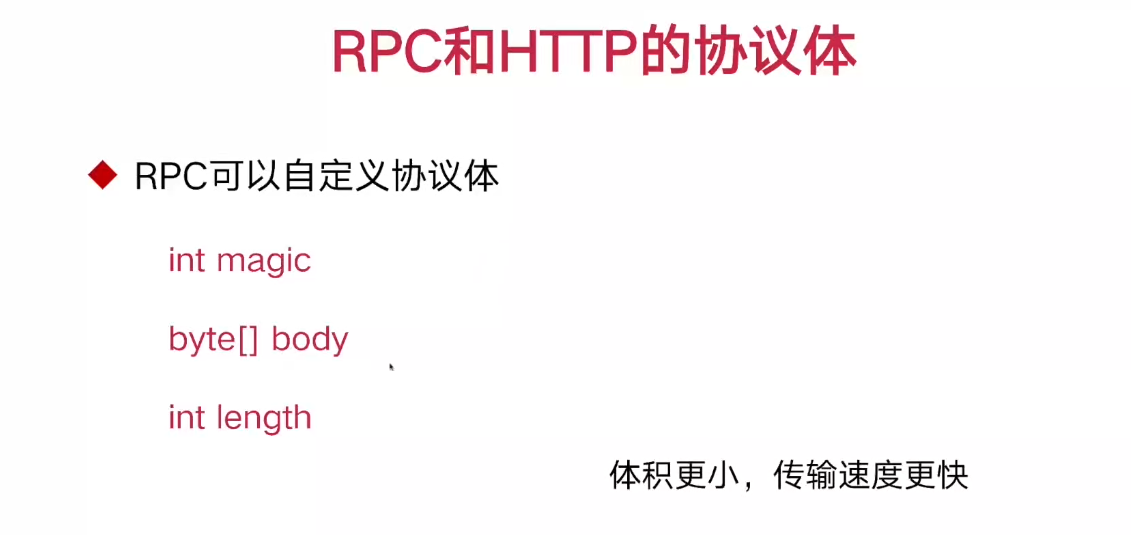 RPC和HTTP的协议体
RPC可以自定义协议体
int magic
byte[] body
int length
体积更小，传输速度更快